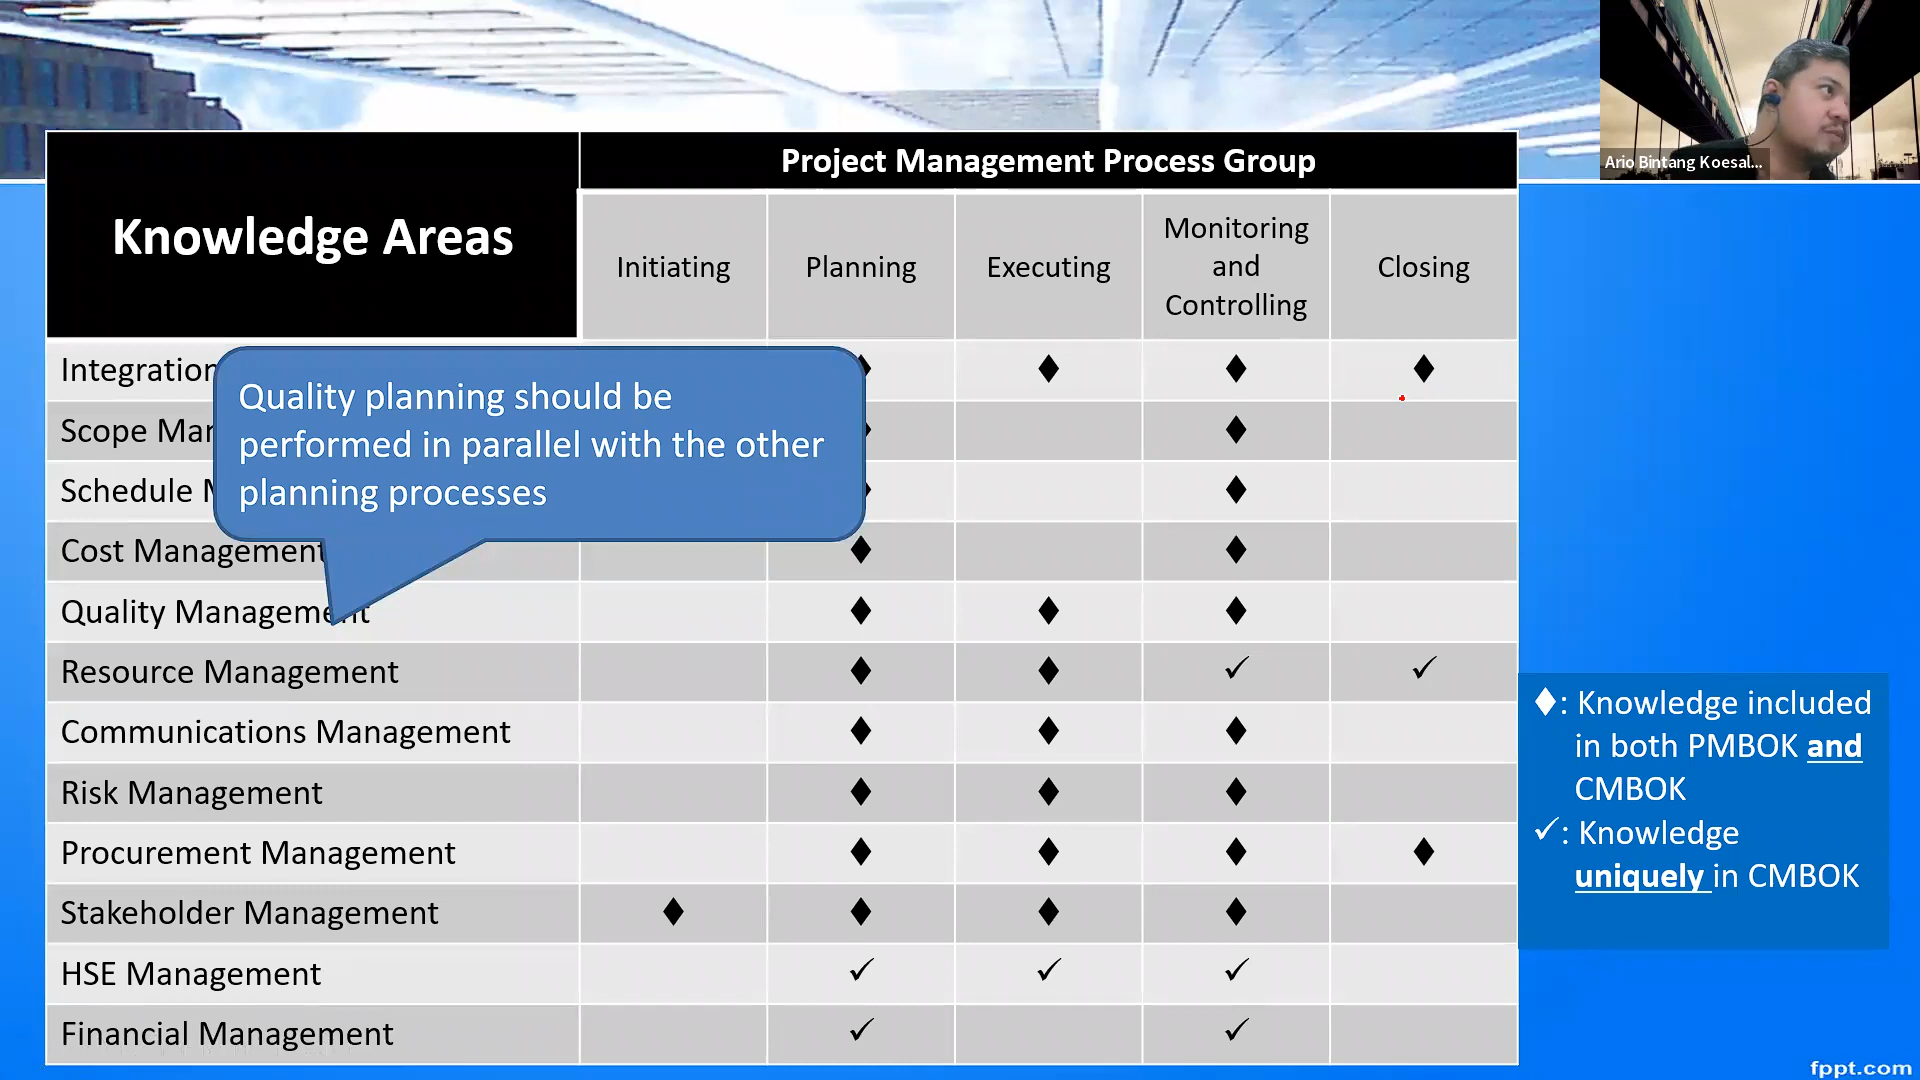 Project Management Process Group
Knowledge Areas
Initiating
Planning
Executing
Monitoring
and
Controlling
Closing
Integration
♦ ♦ ♦ ♦
Scope
♦ ♦
Schedule
♦ ♦
Quality planning should be
performed in parallel with the other
planning processes
Cost Management
♦ ♦
Quality Management
♦ ♦ ♦
Resource Management
♦ ♦ ✓ ✓
Communications Management
♦ ♦ ♦
Risk Management
♦ ♦ ♦
Procurement Management
♦ ♦ ♦ ♦
Stakeholder Management
♦ ♦ ♦ ♦
HSE Management
✓ ✓ ✓
Financial Management
✓ ✓
♦: Knowledge included
in both PMBOK and
CMBOK
✓: Knowledge
uniquely in CMBOK
Ario Bintang Koesal...
fppt.com